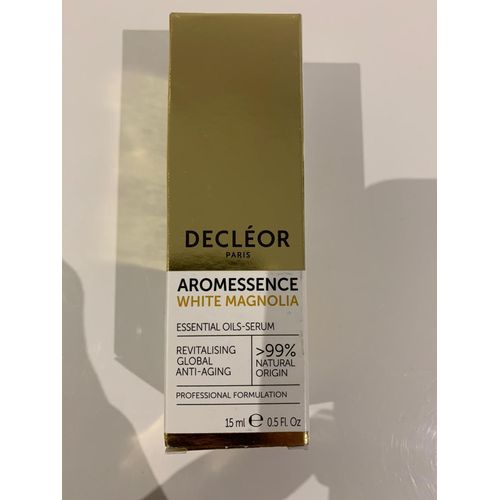 DECLÉOR
PARIS
AROMESSENCE
WHITE MAGNOLIA
ESSENTIAL OILS-SERUM
REVITALISING
GLOBAL
ANTI-AGING
>99%
NATURAL
ORIGIN
PROFESSIONAL FORMULATION
15 ml ℮ 0.5 Fl. Oz